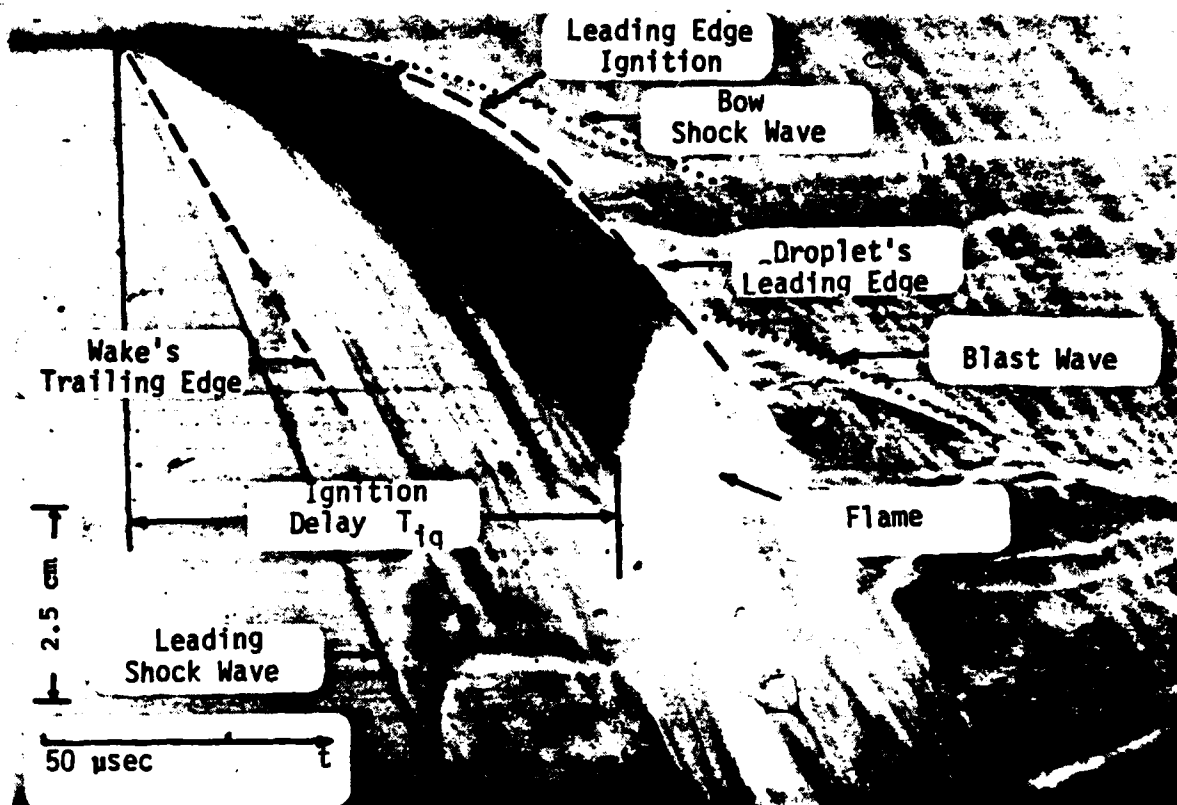 Leading Edge
Ignition
Bow
Shock Wave
Droplet's
Leading Edge
Wake's
Trailing Edge
Blast Wave
Ignition
Delay T_ig
Flame
2.5 cm
Leading
Shock Wave
50 µsec t